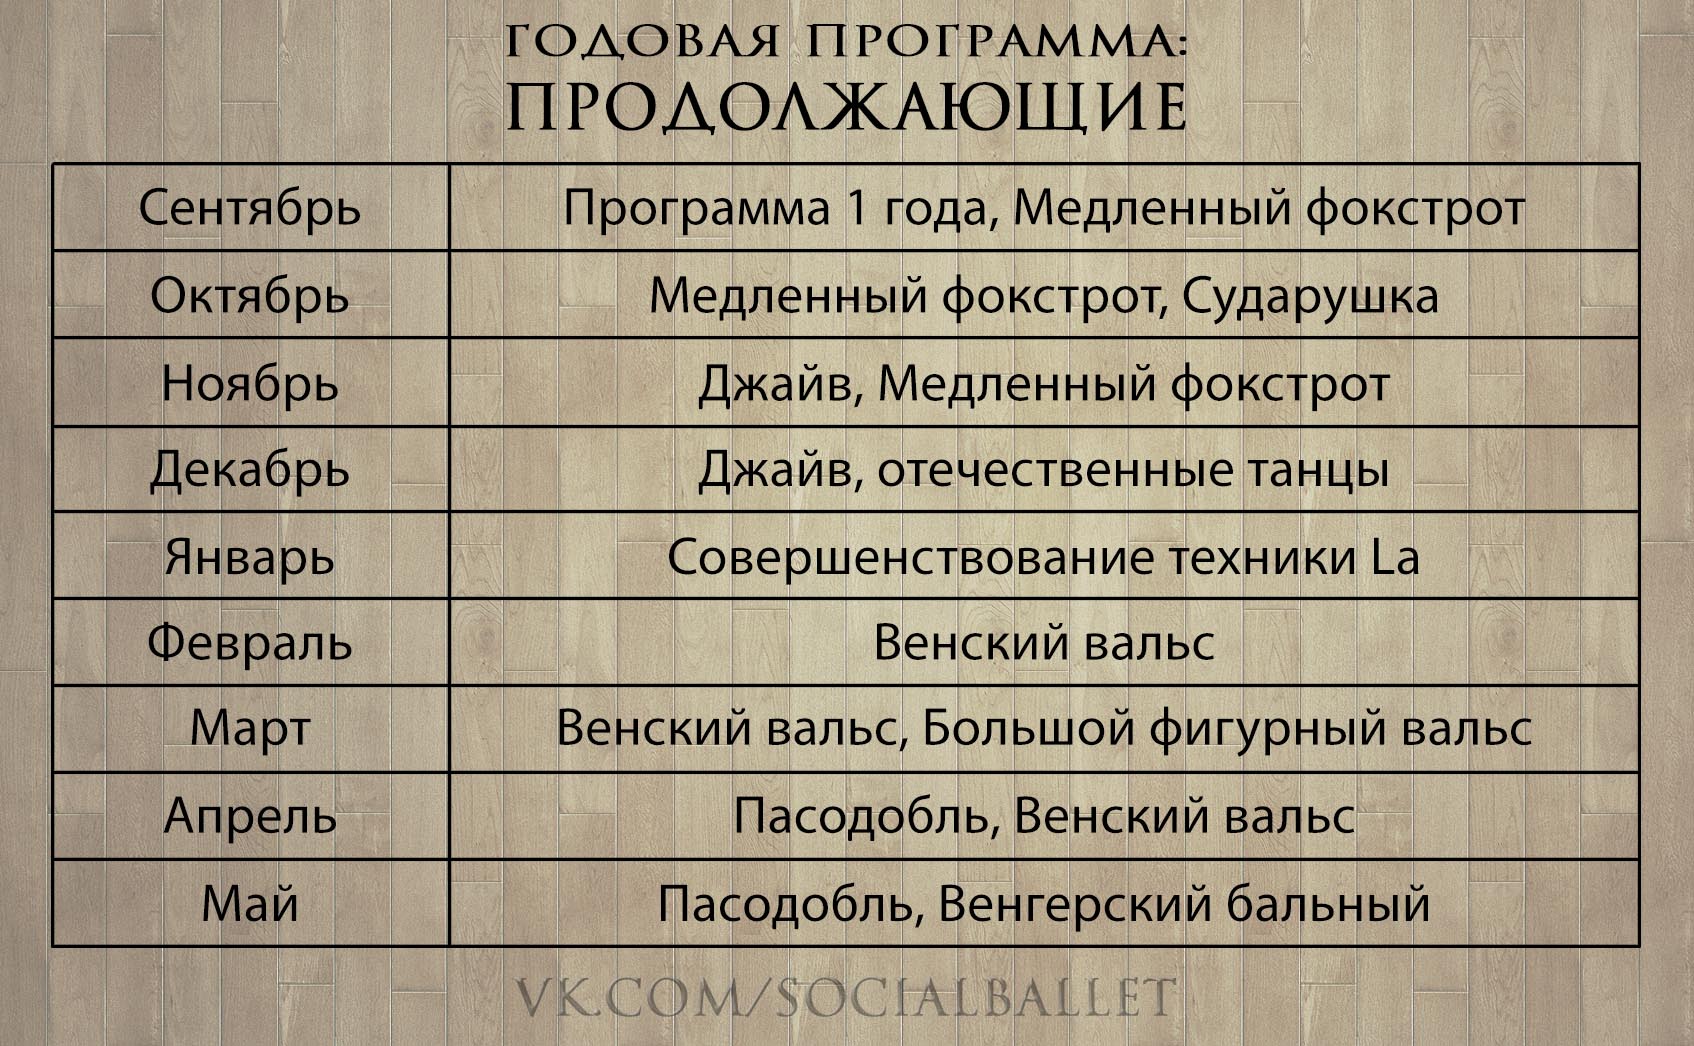 ГОДОВАЯ ПРОГРАММА:
ПРОДОЛЖАЮЩИЕ
Сентябрь Программа 1 года, Медленный фокстрот
Октябрь Медленный фокстрот, Сударушка
Ноябрь Джайв, Медленный фокстрот
Декабрь Джайв, отечественные танцы
Январь Совершенствование техники La
Февраль Венский вальс
Март Венский вальс, Большой фигурный вальс
Апрель Пасодобль, Венский вальс
Май Пасодобль, Венгерский бальный
VK.COM/SOCIALBALLET